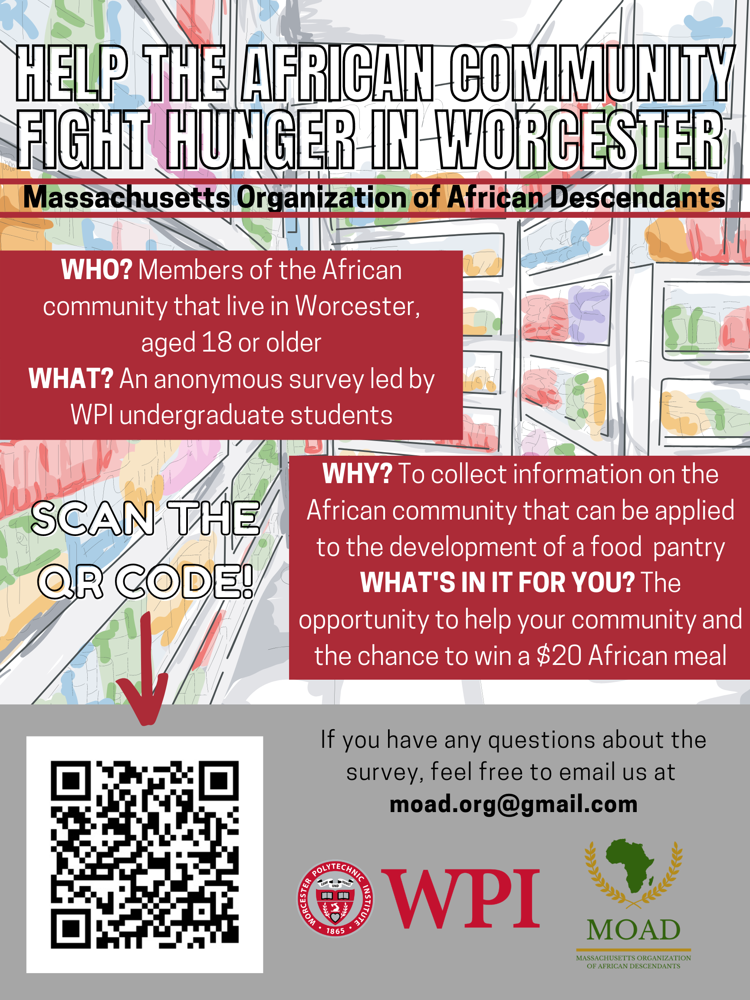 HELP THE AFRICAN COMMUNITY
FIGHT HUNGER IN WORCESTER
Massachusetts Organization of African Descendants
WHO? Members of the African
community that live in Worcester,
aged 18 or older
WHAT? An anonymous survey led by
WPI undergraduate students
WHY? To collect information on the
African community that can be applied
to the development of a food pantry
WHAT'S IN IT FOR YOU? The
opportunity to help your community and
the chance to win a $20 African meal
SCAN THE
QR CODE!
If you have any questions about the
survey, feel free to email us at
moad.org@gmail.com
WORCESTER POLYTECHNIC INSTITUTE
LEHR UND KUNST
1865
WPI
MOAD
MASSACHUSETTS ORGANIZATION
OF AFRICAN DESCENDANTS